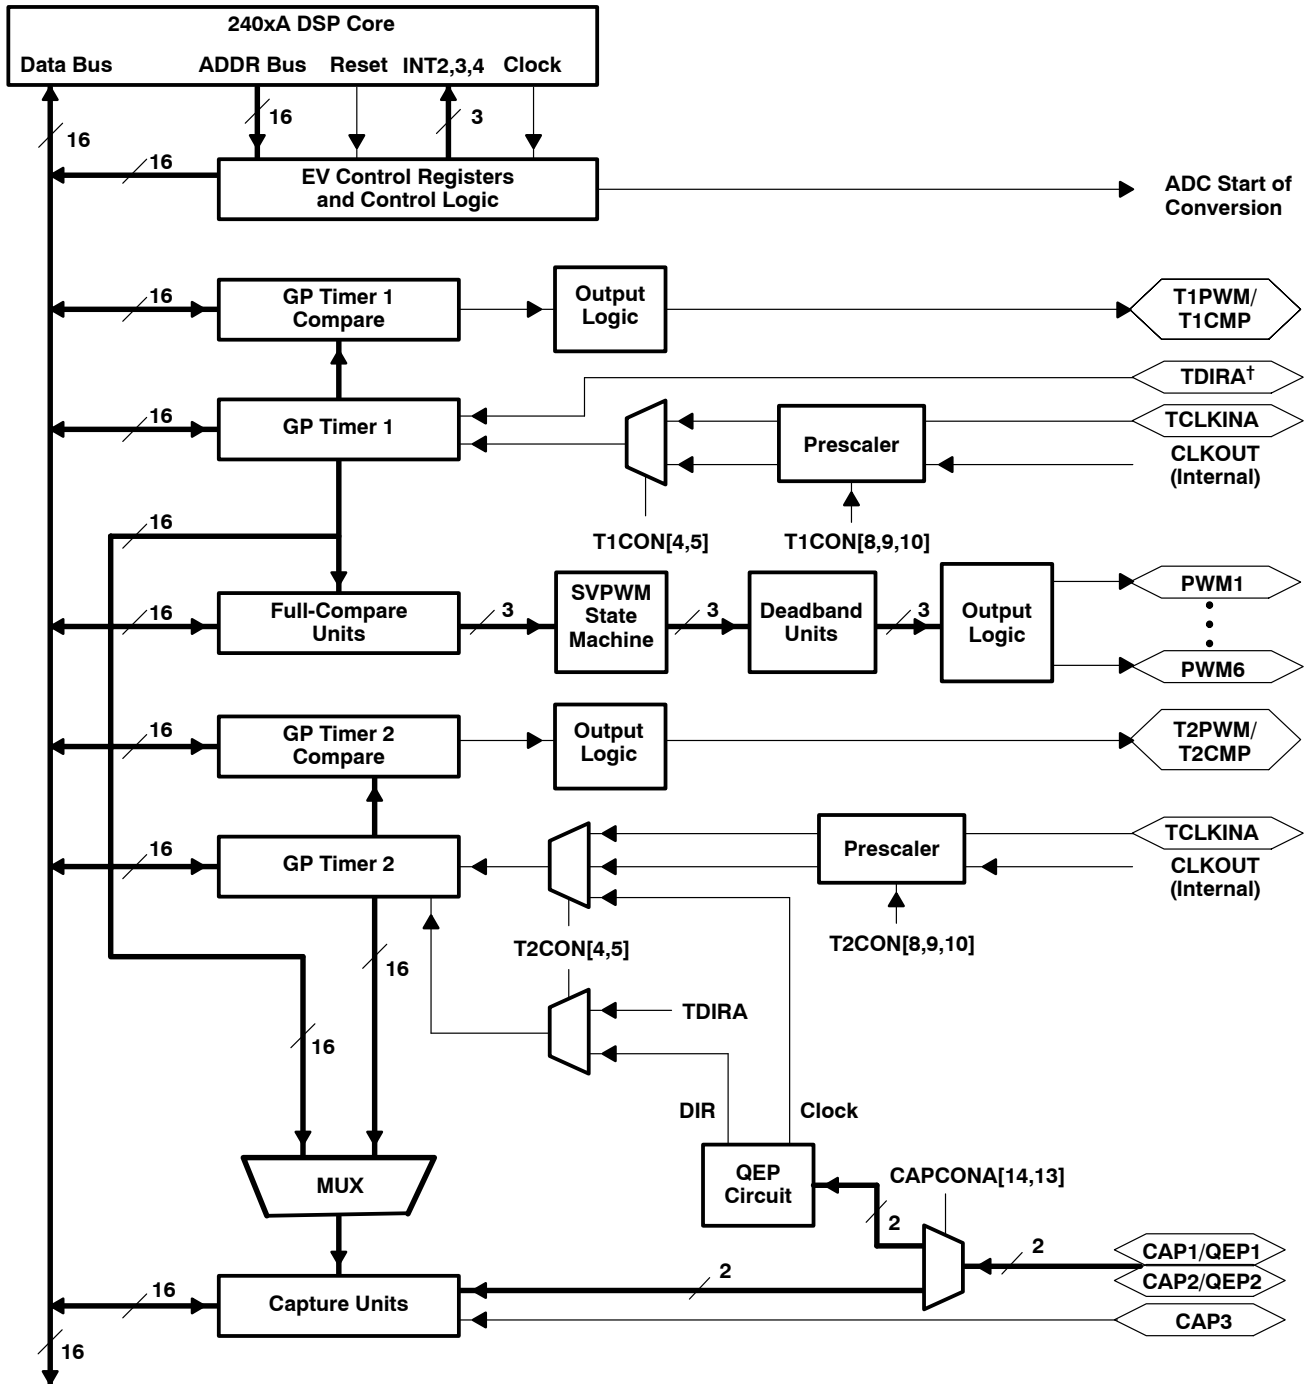 240xA DSP Core
Data Bus
ADDR Bus
Reset
INT2,3,4
Clock
16
16
3
16
EV Control Registers
and Control Logic
ADC Start of
Conversion
16
GP Timer 1
Compare
Output
Logic
T1PWM/
T1CMP
TDIRA†
16
GP Timer 1
TCLKINA
Prescaler
CLKOUT
(Internal)
16
T1CON[4,5]
T1CON[8,9,10]
16
Full-Compare
Units
3
SVPWM
State
Machine
3
Deadband
Units
3
Output
Logic
PWM1
PWM6
16
GP Timer 2
Compare
Output
Logic
T2PWM/
T2CMP
16
GP Timer 2
Prescaler
TCLKINA
CLKOUT
(Internal)
T2CON[4,5]
T2CON[8,9,10]
16
TDIRA
16
DIR
Clock
MUX
QEP
Circuit
CAPCONA[14,13]
2
2
CAP1/QEP1
2
CAP2/QEP2
16
Capture Units
CAP3
16